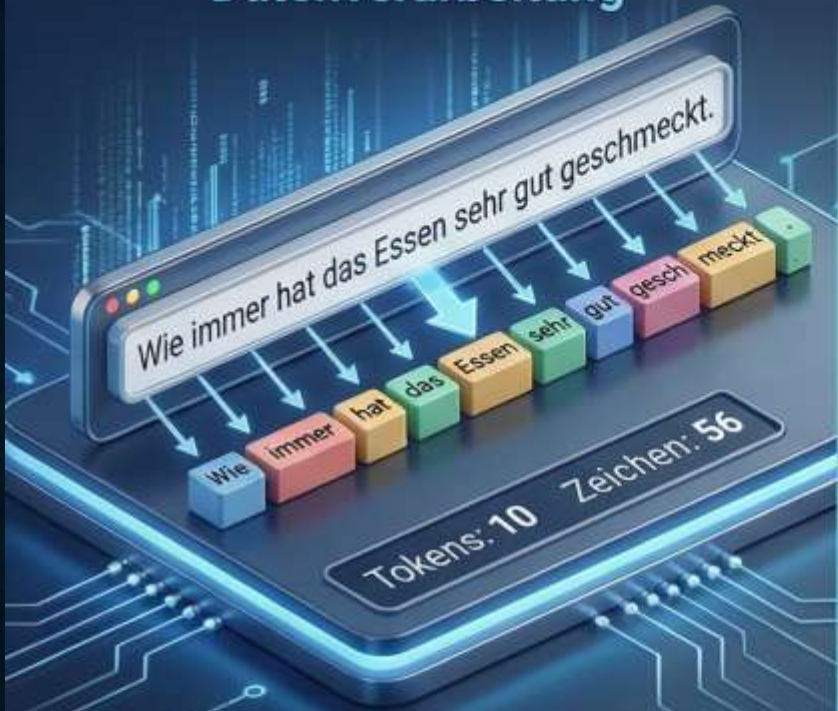 Datenverarbeitung
Wie immer hat das Essen sehr gut geschmeckt.
Wie immer hat das Essen sehr gut gesch meckt .
Tokens: 10 Zeichen: 56